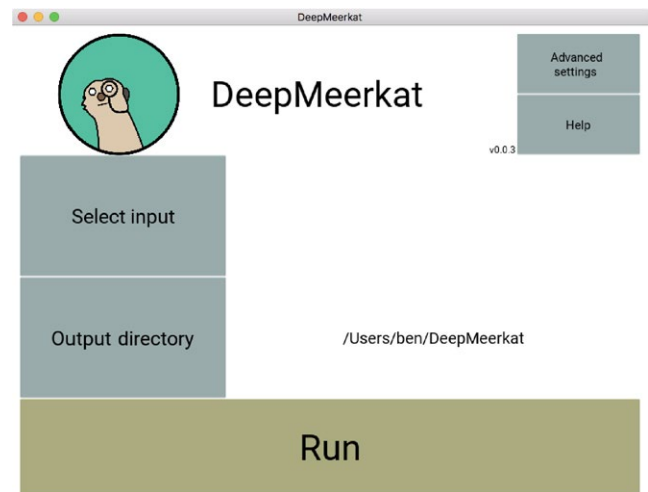 DeepMeerkat
DeepMeerkat
Advanced
settings
Help
v0.0.3
Select input
Output directory
/Users/ben/DeepMeerkat
Run